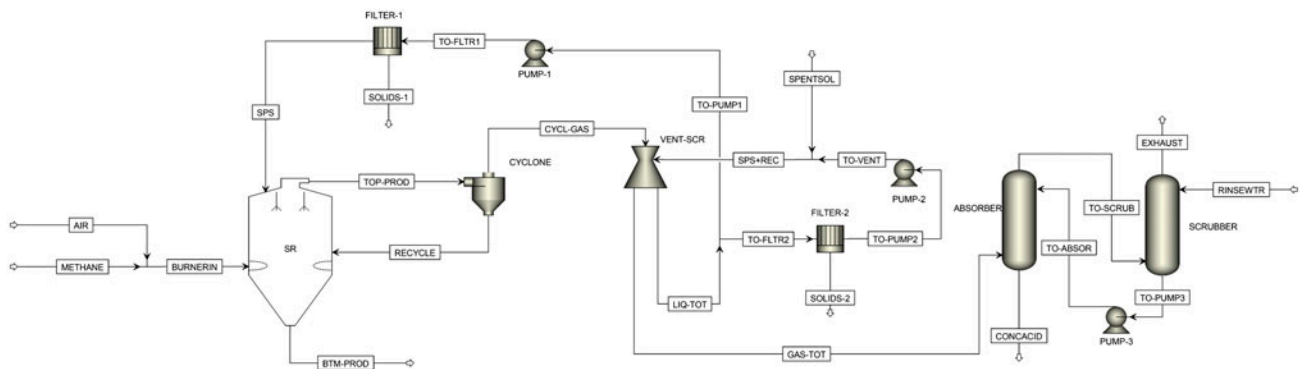 FILTER-1
TO-FLTR1
PUMP-1
SOLIDS-1
SPS
TO-PUMP1
SPENTSOL
CYCL-GAS
VENT-SCR
CYCLONE
TOP-PROD
SPS+REC
TO-VENT
PUMP-2
EXHAUST
RINSEWTR
ABSORBER
TO-SCRUB
SCRUBBER
AIR
SR
FILTER-2
TO-FLTR2
TO-PUMP2
TO-ABSOR
METHANE
BURNERIN
RECYCLE
LIQ-TOT
SOLIDS-2
TO-PUMP3
PUMP-3
CONCACID
GAS-TOT
BTM-PROD